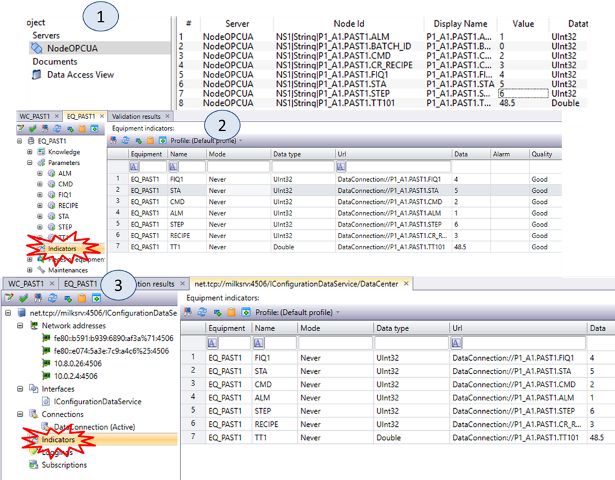 1
oject
Servers
NodeOPCUA
Documents
Data Access View
# Server Node Id Display Name Value Datat
1 NodeOPCUA NS1|String|P1_A1.PAST1.ALM P1_A1.PAST1.A... 1 UInt32
2 NodeOPCUA NS1|String|P1_A1.PAST1.BATCH_ID P1_A1.PAST1.B... 0 UInt32
3 NodeOPCUA NS1|String|P1_A1.PAST1.CMD P1_A1.PAST1.C... 2 UInt32
4 NodeOPCUA NS1|String|P1_A1.PAST1.CR_RECIPE P1_A1.PAST1.C... 3 UInt32
5 NodeOPCUA NS1|String|P1_A1.PAST1.FIQ1 P1_A1.PAST1.FI... 4 UInt32
6 NodeOPCUA NS1|String|P1_A1.PAST1.STA P1_A1.PAST1.STA 5 UInt32
7 NodeOPCUA NS1|String|P1_A1.PAST1.STEP P1_A1.PAST1.S... 6 UInt32
8 NodeOPCUA NS1|String|P1_A1.PAST1.TT101 P1_A1.PAST1.T... 48.5 Double
WC_PAST1 EQ_PAST1 Validation results
2
EQ_PAST1
Knowledge
Parameters
ALM
CMD
FIQ1
RECIPE
STA
STEP
TT1
Indicators
Maintenances
Equipment indicators:
Profile: (Default profile)
Equipment Name Mode Data type Url Data Alarm Quality
1 EQ_PAST1 FIQ1 Never UInt32 DataConnection://P1_A1.PAST1.FIQ1 4 Good
2 EQ_PAST1 STA Never UInt32 DataConnection://P1_A1.PAST1.STA 5 Good
3 EQ_PAST1 CMD Never UInt32 DataConnection://P1_A1.PAST1.CMD 2 Good
4 EQ_PAST1 ALM Never UInt32 DataConnection://P1_A1.PAST1.ALM 1 Good
5 EQ_PAST1 STEP Never UInt32 DataConnection://P1_A1.PAST1.STEP 6 Good
6 EQ_PAST1 RECIPE Never UInt32 DataConnection://P1_A1.PAST1.CR_R... 3 Good
7 EQ_PAST1 TT1 Never Double DataConnection://P1_A1.PAST1.TT101 48.5 Good
WC_PAST1 EQ_PAST1 3 dation results net.tcp://milksrv:4506/IConfigurationDataService/DataCenter
net.tcp://milksrv:4506/IConfigurationDataSe
Network addresses
fe80::b591:b939:6890:af3a%71:4506
fe80::e074:5a3e:7c9:a4c6%25:4506
10.8.0.26:4506
10.0.2.4:4506
Interfaces
IConfigurationDataService
Connections
DataConnection (Active)
Indicators
Subscriptions
Equipment indicators:
Profile: (Default profile)
Equipment Name Mode Data type Url Data
1 EQ_PAST1 FIQ1 Never UInt32 DataConnection://P1_A1.PAST1.FIQ1 4
2 EQ_PAST1 STA Never UInt32 DataConnection://P1_A1.PAST1.STA 5
3 EQ_PAST1 CMD Never UInt32 DataConnection://P1_A1.PAST1.CMD 2
4 EQ_PAST1 ALM Never UInt32 DataConnection://P1_A1.PAST1.ALM 1
5 EQ_PAST1 STEP Never UInt32 DataConnection://P1_A1.PAST1.STEP 6
6 EQ_PAST1 RECIPE Never UInt32 DataConnection://P1_A1.PAST1.CR_R... 3
7 EQ_PAST1 TT1 Never Double DataConnection://P1_A1.PAST1.TT101 48.5